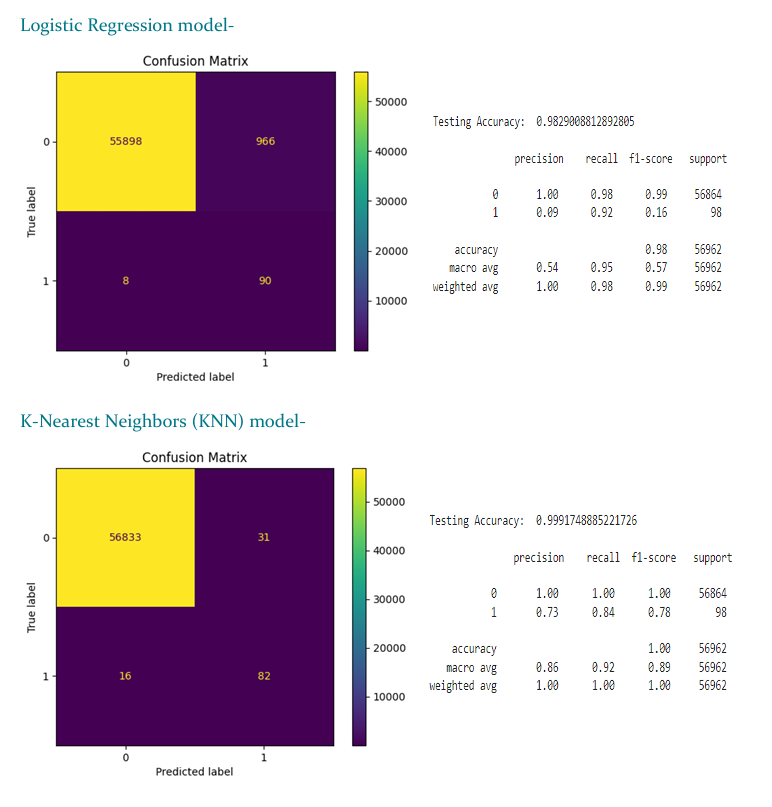 Logistic Regression model-
Confusion Matrix
55898 966
8 90
0
1
True label
0 1
Predicted label
50000
40000
30000
20000
10000
Testing Accuracy: 0.9829008812892805
precision recall f1-score support
0 1.00 0.98 0.99 56864
1 0.09 0.92 0.16 98
accuracy 0.98 56962
macro avg 0.54 0.95 0.57 56962
weighted avg 1.00 0.98 0.99 56962
K-Nearest Neighbors (KNN) model-
Confusion Matrix
56833 31
16 82
0
1
True label
0 1
Predicted label
50000
40000
30000
20000
10000
Testing Accuracy: 0.9991748885221726
precision recall f1-score support
0 1.00 1.00 1.00 56864
1 0.73 0.84 0.78 98
accuracy 1.00 56962
macro avg 0.86 0.92 0.89 56962
weighted avg 1.00 1.00 1.00 56962